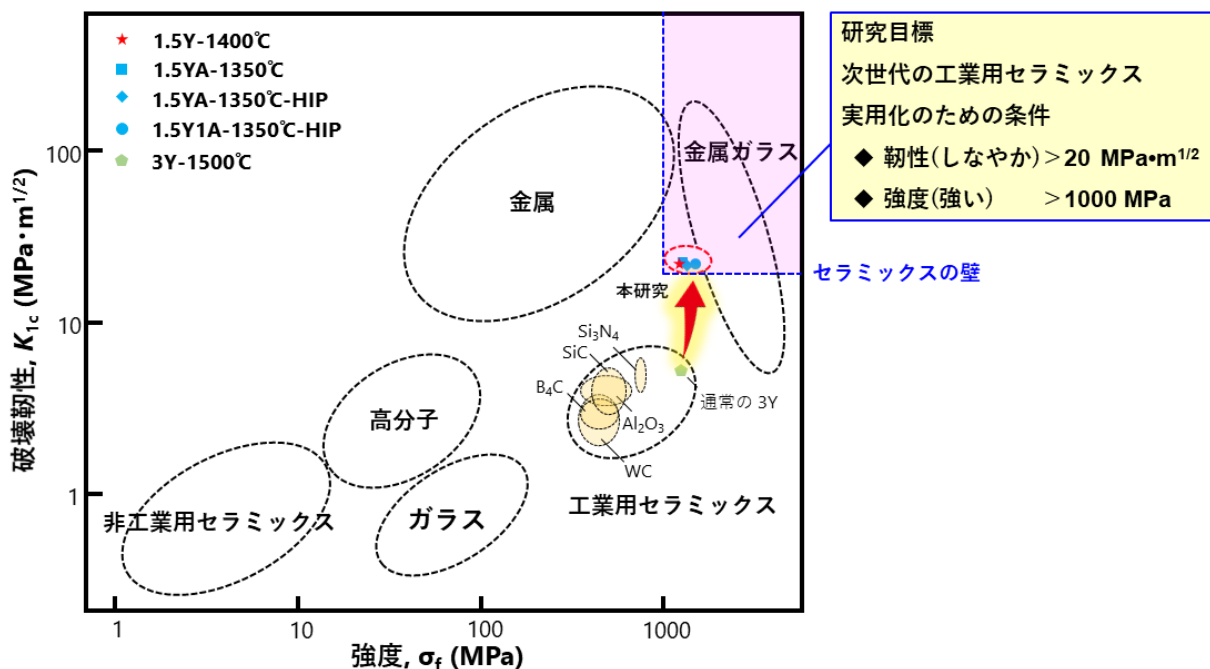 1.5Y-1400℃
1.5YA-1350℃
1.5YA-1350℃-HIP
1.5Y1A-1350℃-HIP
3Y-1500℃
研究目標
次世代の工業用セラミックス
実用化のための条件
◆ 靭性(しなやか)＞20 MPa•m^1/2
◆ 強度(強い) ＞1000 MPa
金属ガラス
金属
セラミックスの壁
本研究
Si₃N₄
SiC
B₄C
Al₂O₃
WC
通常の 3Y
高分子
工業用セラミックス
非工業用セラミックス
ガラス
破壊靭性, K₁c (MPa･m^1/2)
100
10
1
1
10
100
1000
強度, σf (MPa)